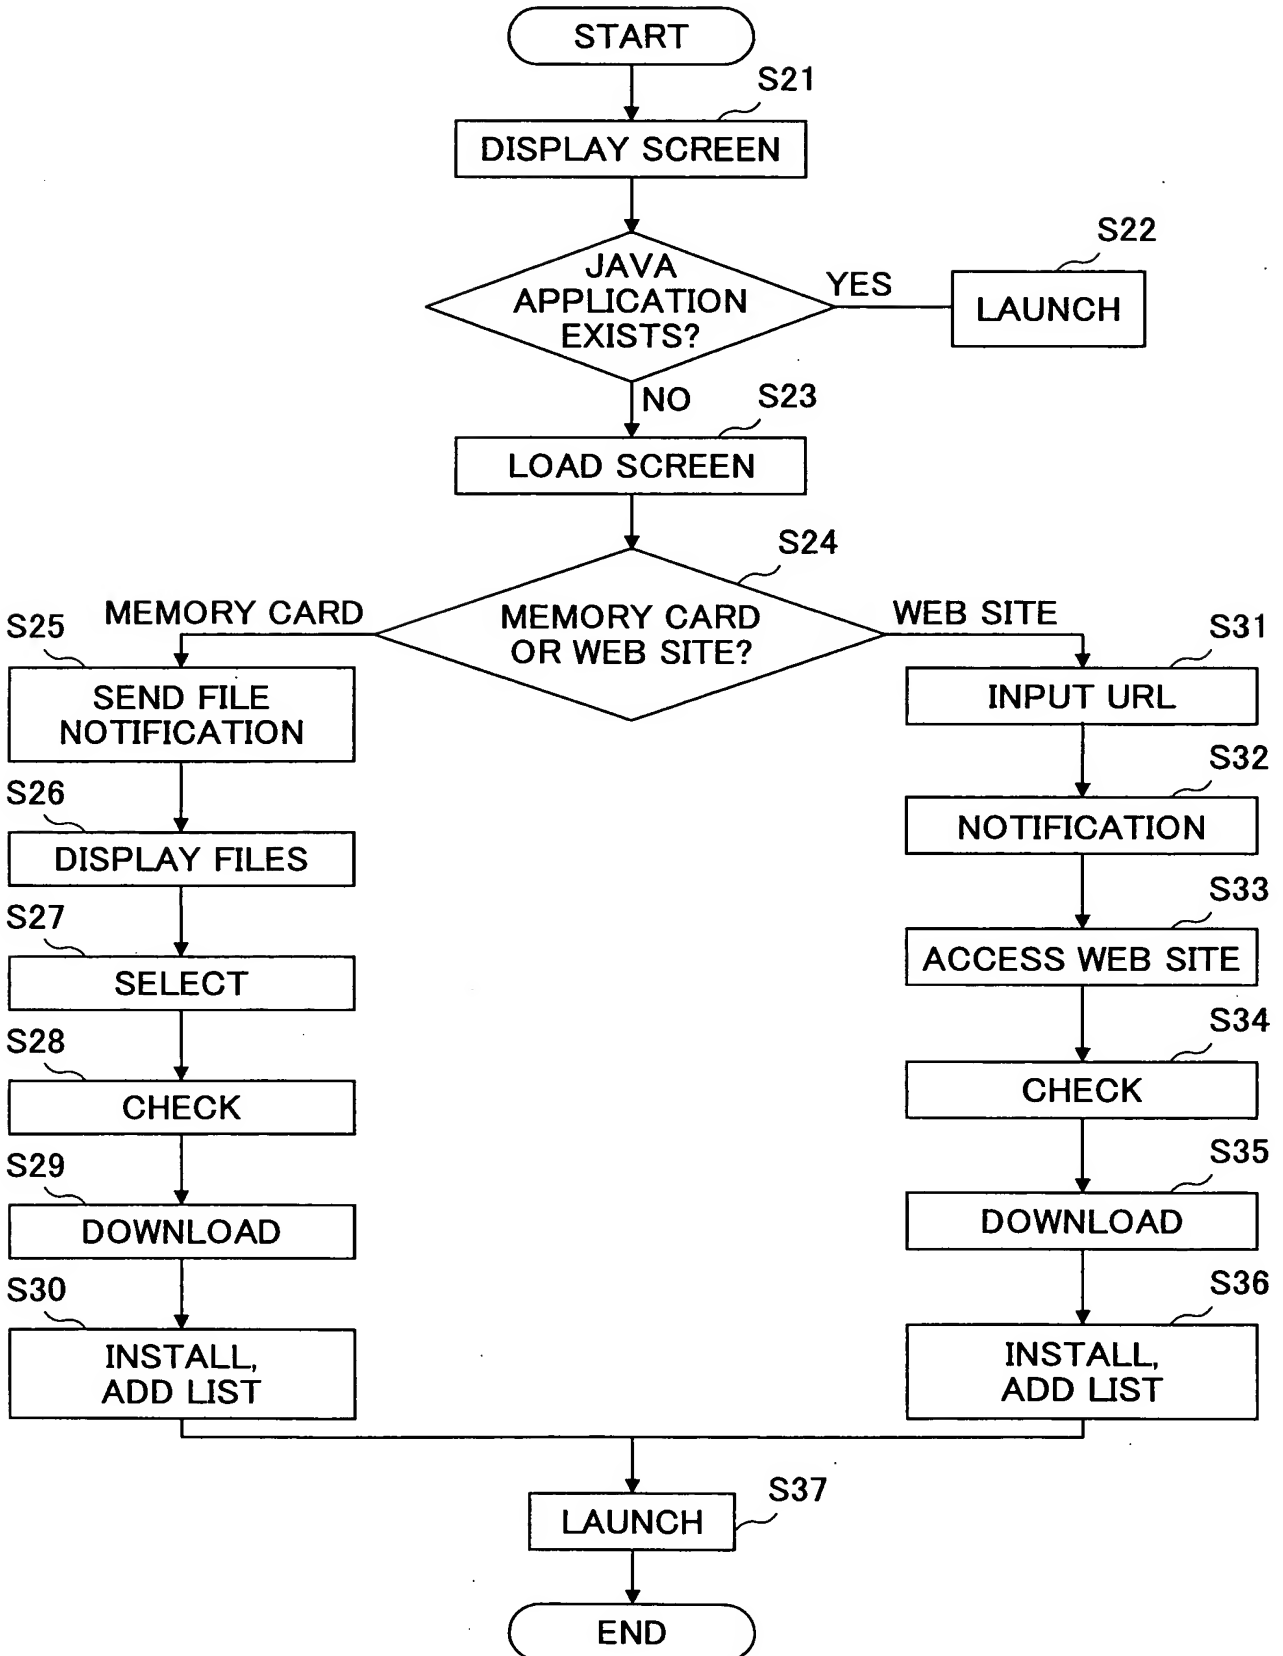 START
S21
DISPLAY SCREEN
S22
JAVA
APPLICATION
EXISTS?
YES
LAUNCH
NO
S23
LOAD SCREEN
S24
MEMORY CARD
MEMORY CARD
OR WEB SITE?
WEB SITE
S25
SEND FILE
NOTIFICATION
S26
DISPLAY FILES
S27
SELECT
S28
CHECK
S29
DOWNLOAD
S30
INSTALL,
ADD LIST
S31
INPUT URL
S32
NOTIFICATION
S33
ACCESS WEB SITE
S34
CHECK
S35
DOWNLOAD
S36
INSTALL,
ADD LIST
S37
LAUNCH
END